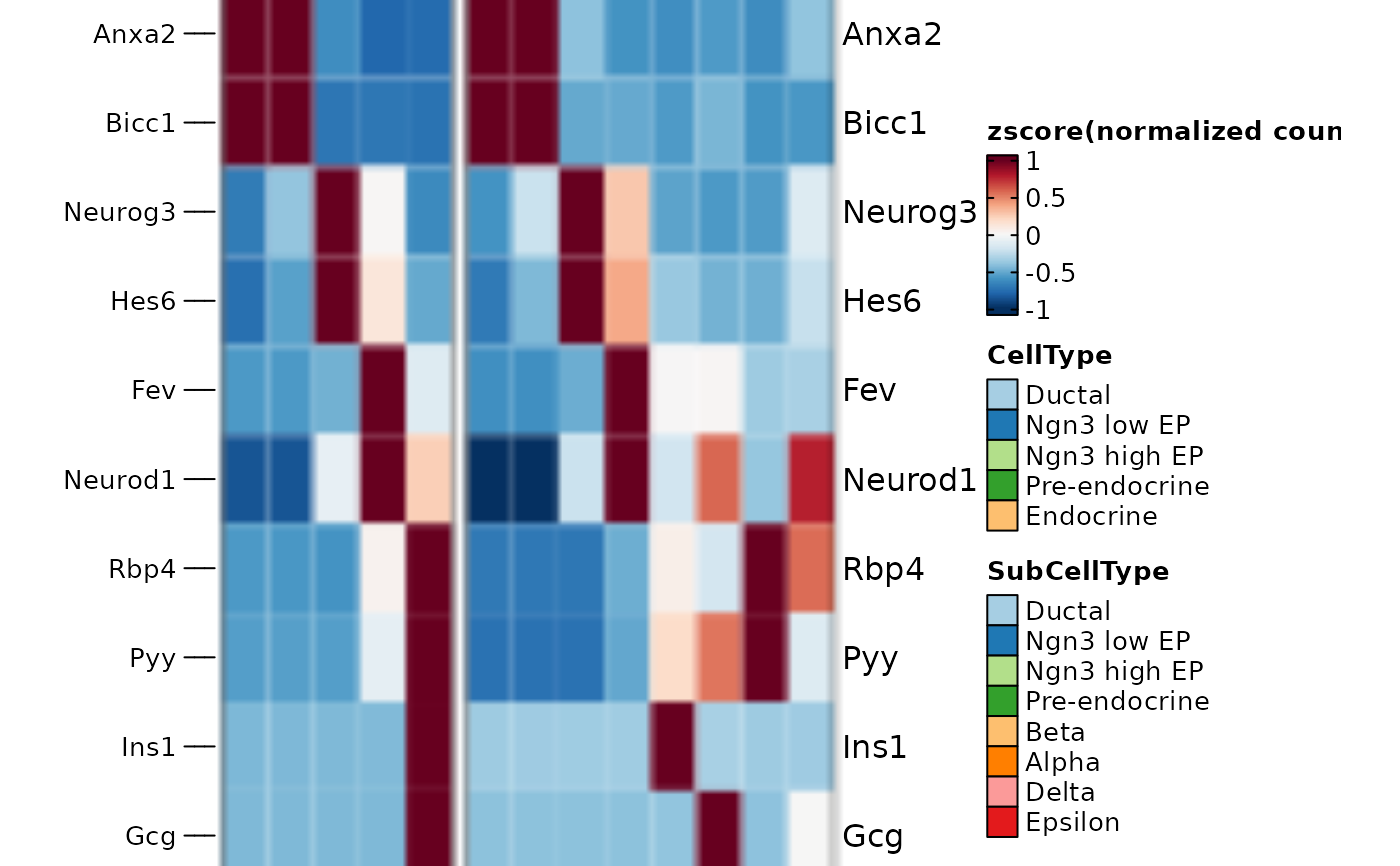 Anxa2
Bicc1
Neurog3
Hes6
Fev
Neurod1
Rbp4
Pyy
Ins1
Gcg
Anxa2
Bicc1
Neurog3
Hes6
Fev
Neurod1
Rbp4
Pyy
Ins1
Gcg
zscore(normalized coun
1
0.5
0
-0.5
-1
CellType
Ductal
Ngn3 low EP
Ngn3 high EP
Pre-endocrine
Endocrine
SubCellType
Ductal
Ngn3 low EP
Ngn3 high EP
Pre-endocrine
Beta
Alpha
Delta
Epsilon